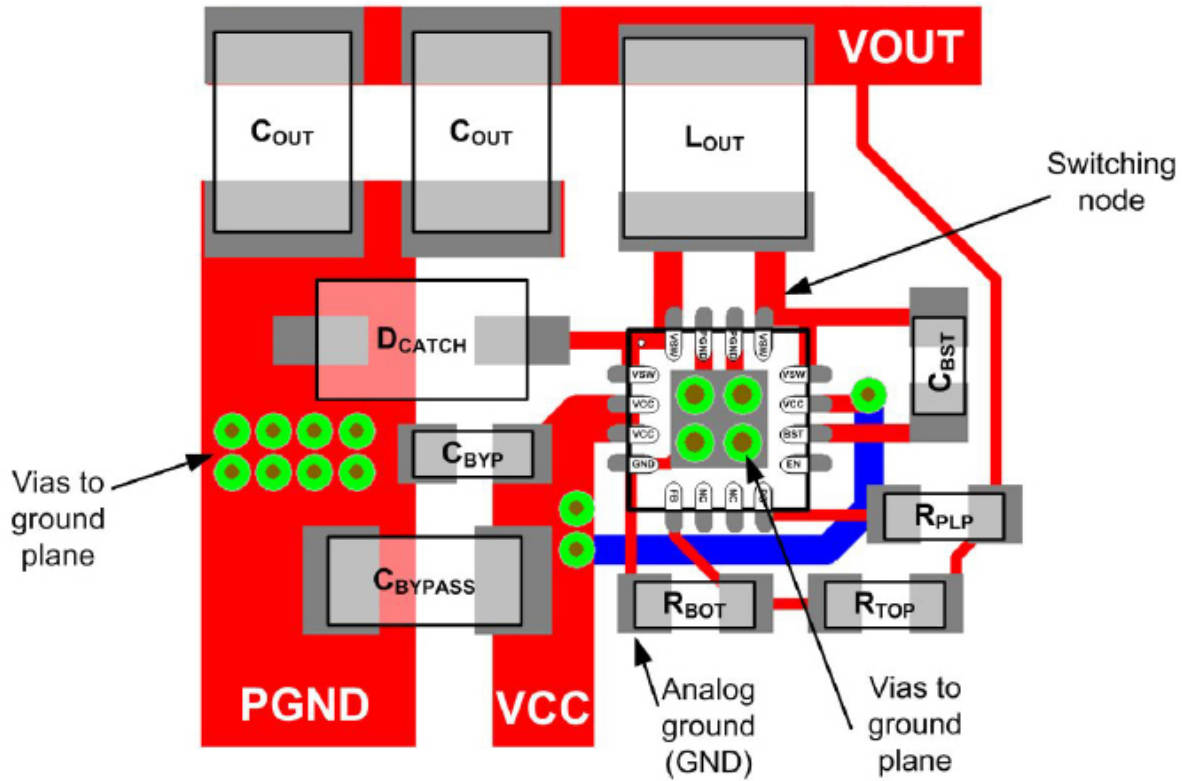 VOUT
COUT
COUT
LOUT
Switching
node
DCATCH
CBST
VSW
PGND
PGND
VSW
VSW
VSW
VCC
VCC
VCC
BST
GND
EN
FB
NC
NC
CBYP
Vias to
ground
plane
RPLP
CBYPASS
RBOT
RTOP
PGND
VCC
Analog
ground
(GND)
Vias to
ground
plane